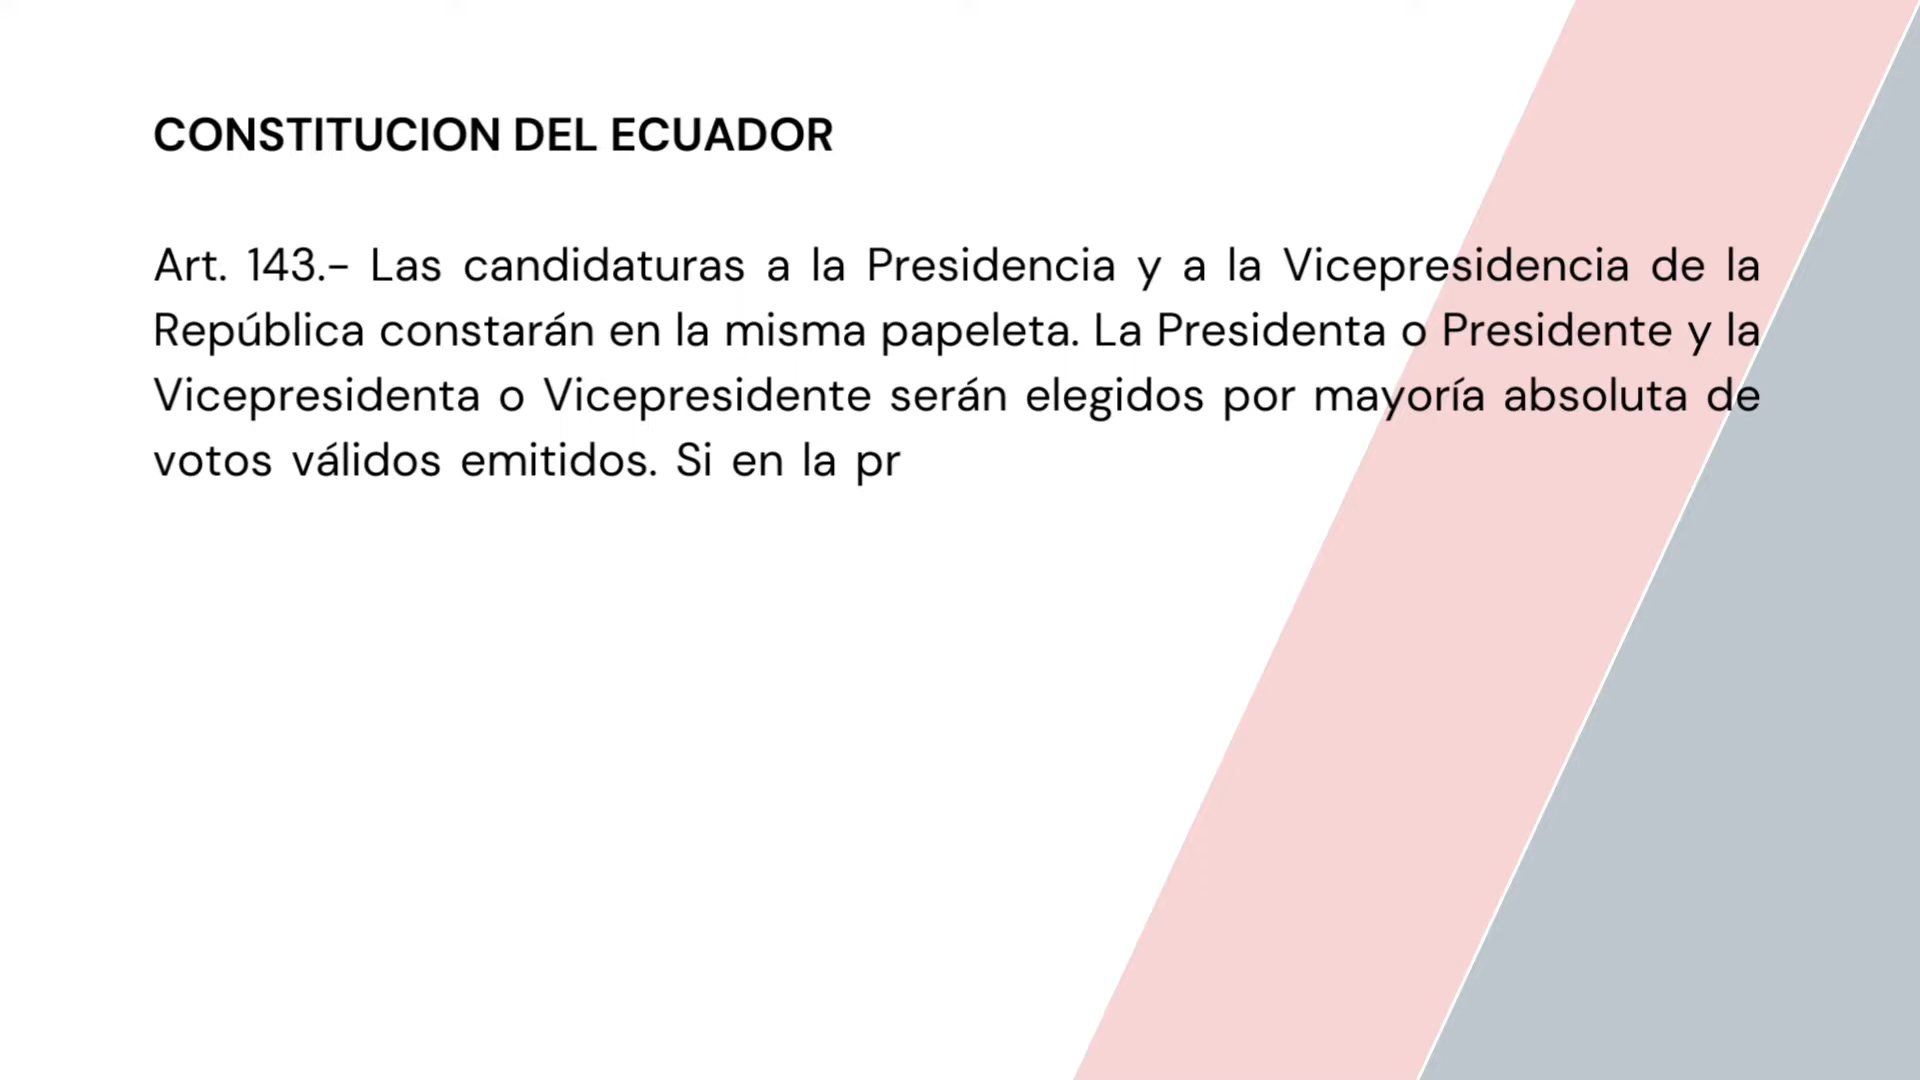 CONSTITUCION DEL ECUADOR
Art. 143.- Las candidaturas a la Presidencia y a la Vicepresidencia de la
República constarán en la misma papeleta. La Presidenta o Presidente y la
Vicepresidenta o Vicepresidente serán elegidos por mayoría absoluta de
votos válidos emitidos. Si en la pr